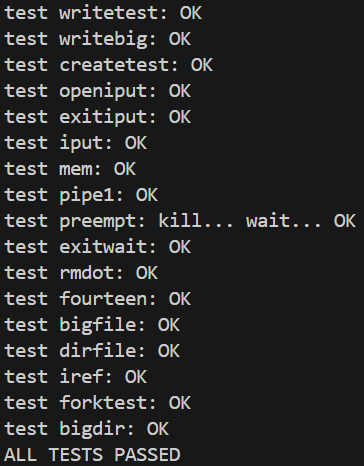 test writetest: OK
test writebig: OK
test createtest: OK
test openiput: OK
test exitiput: OK
test iput: OK
test mem: OK
test pipe1: OK
test preempt: kill... wait... OK
test exitwait: OK
test rmdot: OK
test fourteen: OK
test bigfile: OK
test dirfile: OK
test iref: OK
test forktest: OK
test bigdir: OK
ALL TESTS PASSED